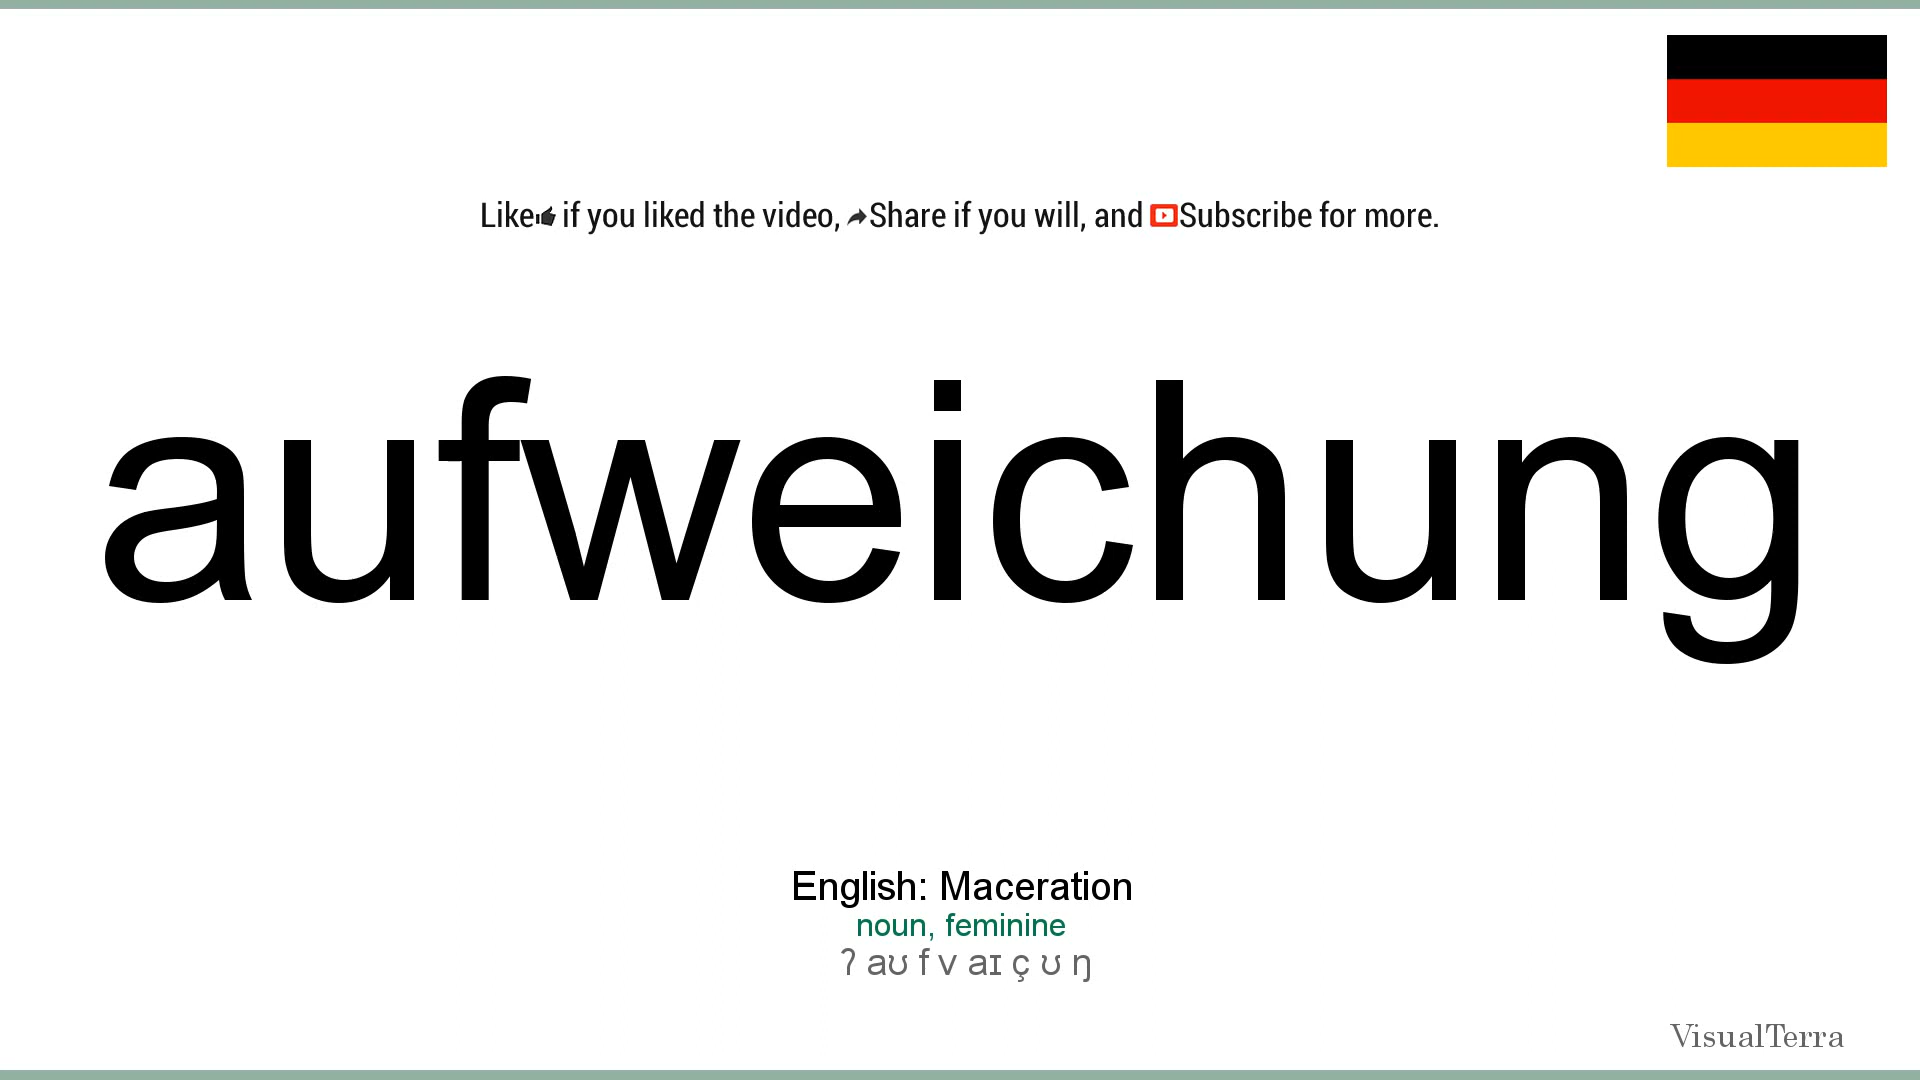 Like if you liked the video, Share if you will, and Subscribe for more.
aufweichung
English: Maceration
noun, feminine
ʔ aʊ f v aɪ ç ʊ ŋ
VisualTerra